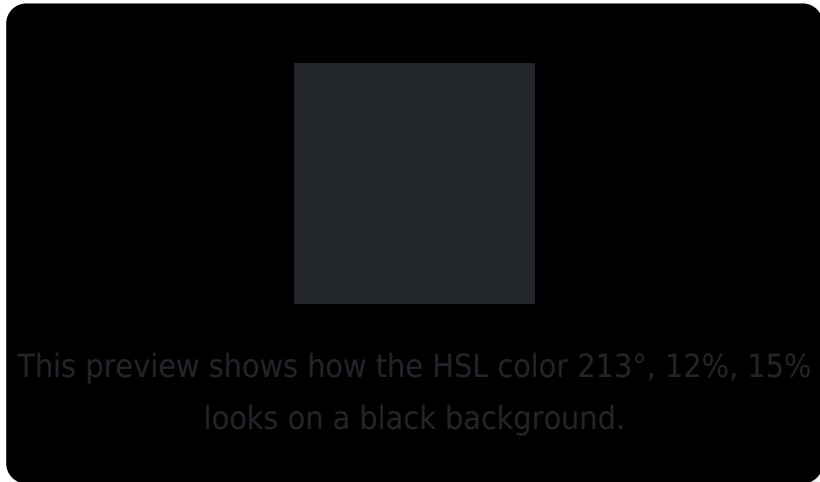 This preview shows how the HSL color 213°, 12%, 15%
looks on a black background.